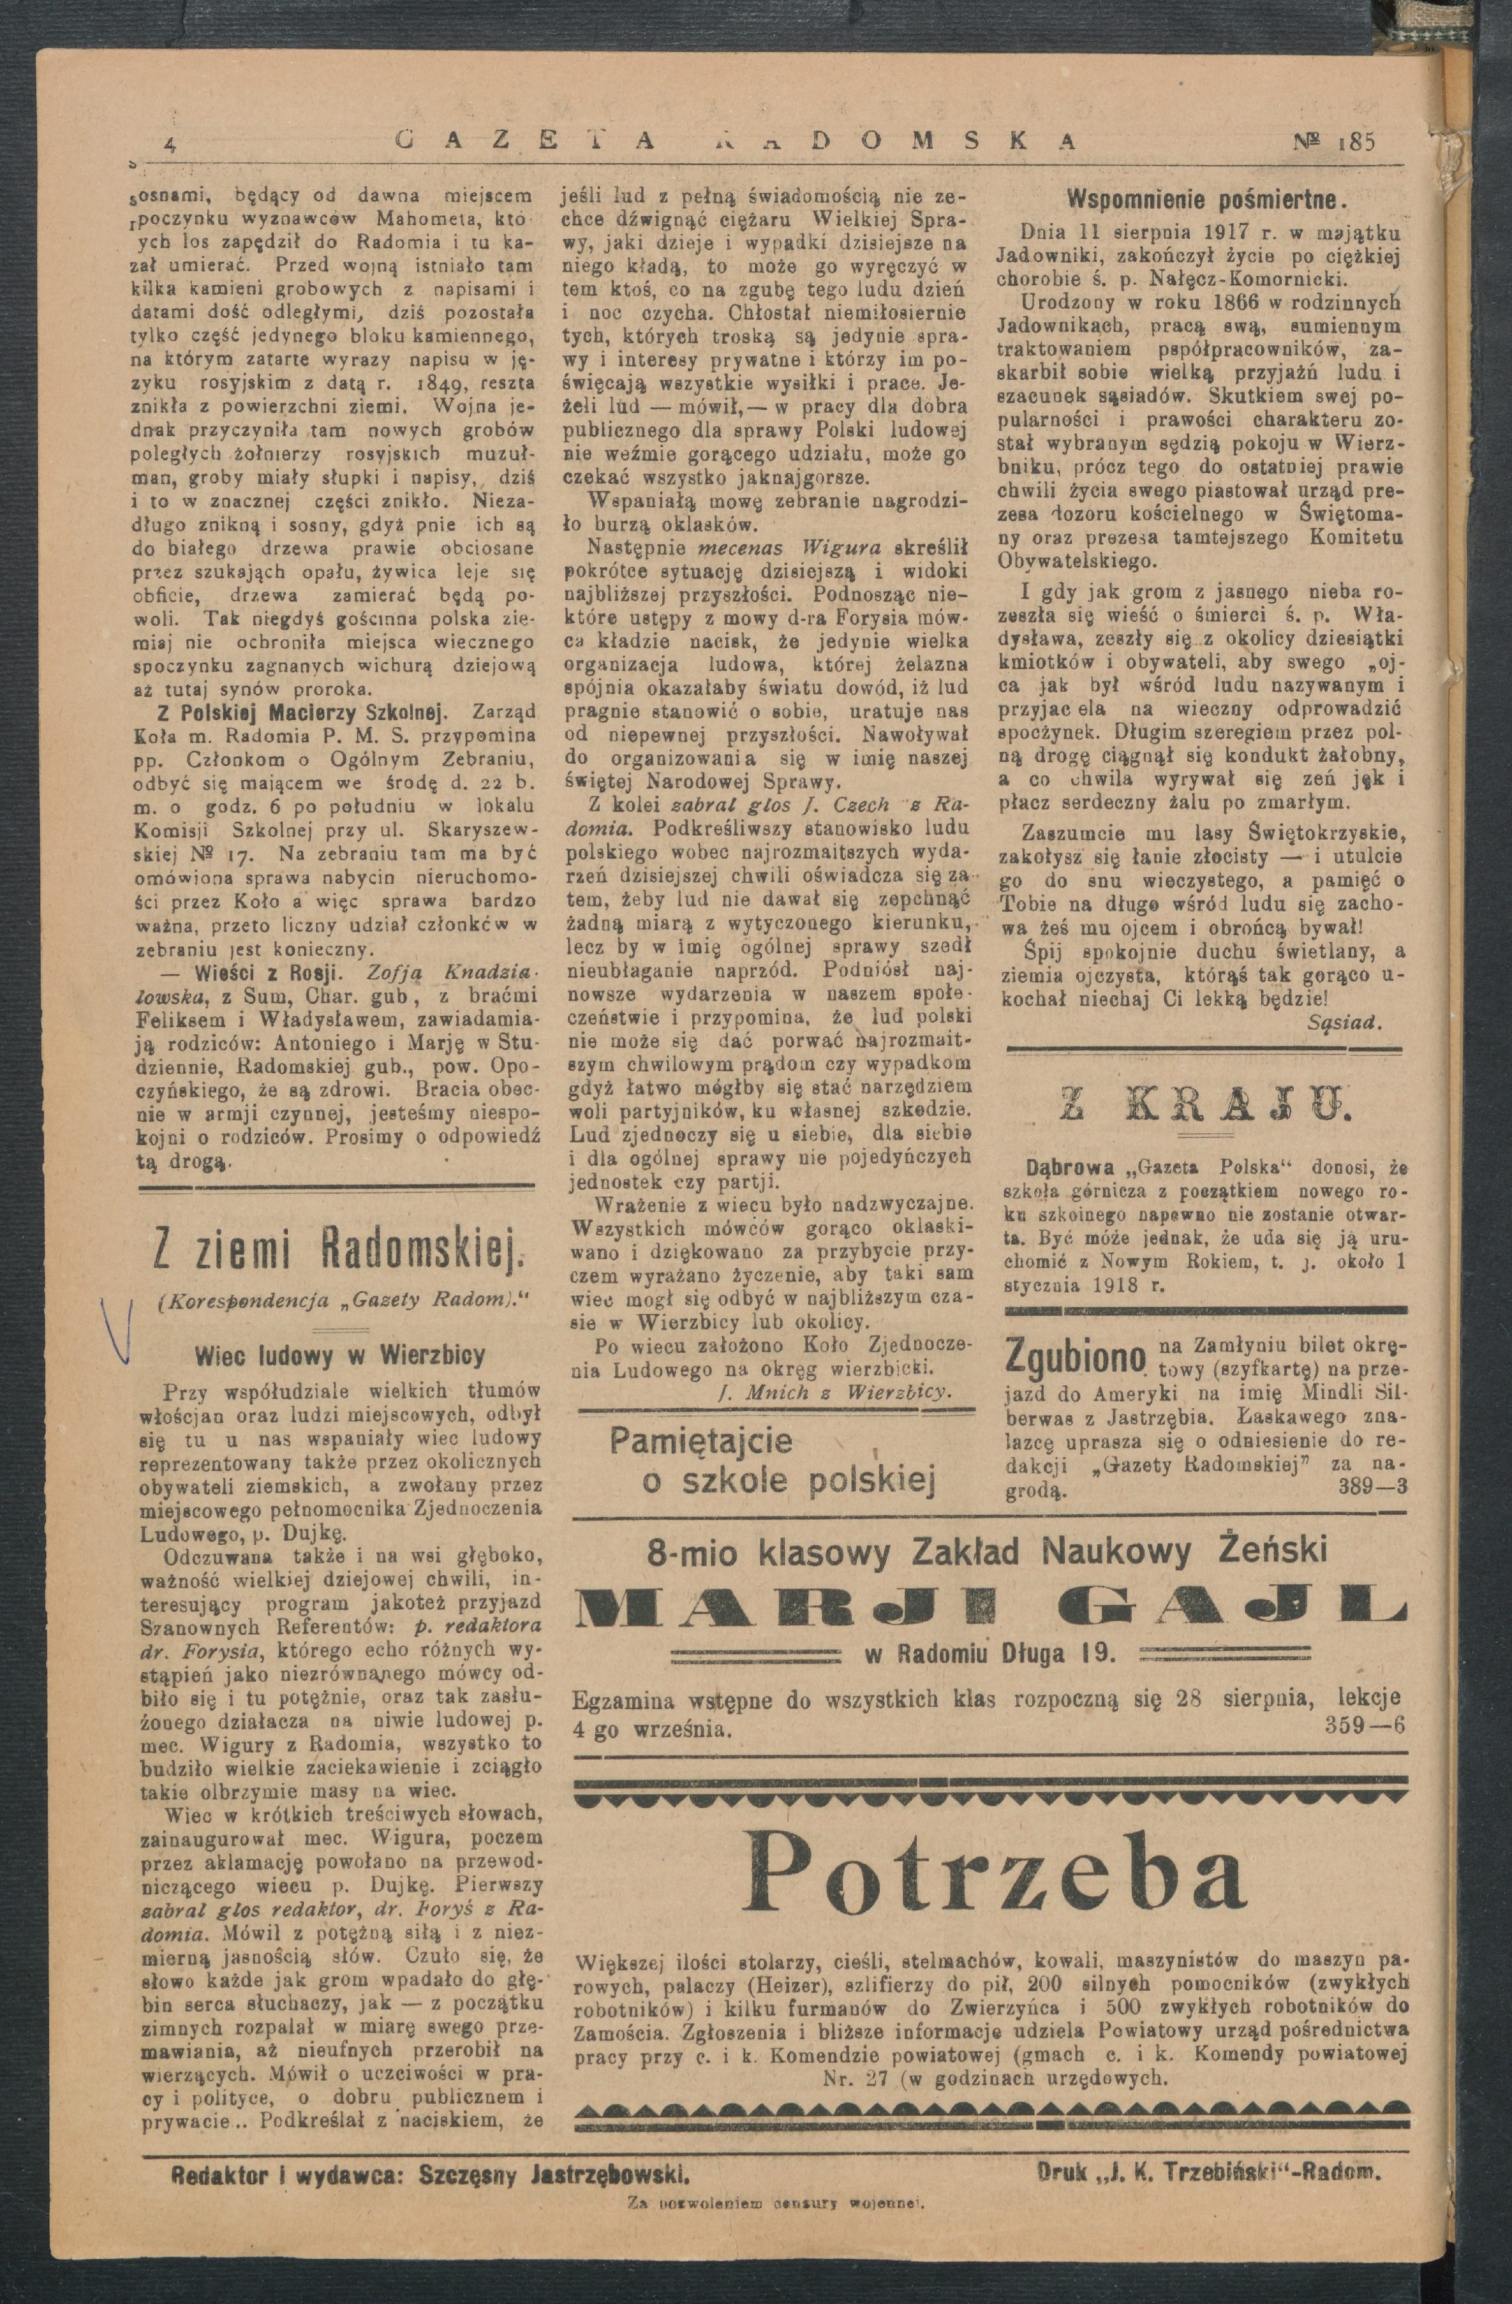 4 GAZETA RADOMSKA № 185
sosnami, będący od dawna miejscem
spoczynku wyznawców Mahometa, któ-
rych los zapędził do Radomia i tu ka-
zał umierać. Przed wojną istniało tam
kilka kamieni grobowych z napisami i
datami dość odległymi, dziś pozostała
tylko część jedynego bloku kamiennego,
na którym zatarte wyrazy napisu w ję-
zyku rosyjskim z datą r. 1849, reszta
znikła z powierzchni ziemi. Wojna je-
dnak przyczyniła tam nowych grobów
poległych żołnierzy rosyjskich muzuł-
man, groby miały słupki i napisy, dziś
i to w znacznej części znikło. Nieza-
długo znikną i sosny, gdyż pnie ich są
do białego drzewa prawie obciosane
przez szukająch opału, żywica leje się
obficie, drzewa zamierać będą po-
woli. Tak niegdyś gościnna polska zie-
miaj nie ochroniła miejsca wiecznego
spoczynku zagnanych wichurą dziejową
aż tutaj synów proroka.
Z Polskiej Macierzy Szkolnej. Zarząd
Koła m. Radomia P. M. S. przypomina
pp. Członkom o Ogólnym Zebraniu,
odbyć się mającem we środę d. 22 b.
m. o godz. 6 po południu w lokalu
Komisji Szkolnej przy ul. Skaryszew-
skiej № 17. Na zebraniu tam ma być
omówiona sprawa nabycin nieruchomo-
ści przez Koło a więc sprawa bardzo
ważna, przeto liczny udział członków w
zebraniu jest konieczny.
— Wieści z Rosji. Zofja Knadzia-
lowska, z Sum, Char. gub, z braćmi
Feliksem i Władysławem, zawiadamia-
ją rodziców: Antoniego i Marję w Stu-
dziennie, Radomskiej gub., pow. Opo-
czyńskiego, że są zdrowi. Bracia obec-
nie w armji czynnej, jesteśmy niespo-
kojni o rodziców. Prosimy o odpowiedź
tą drogą.
Z ziemi Radomskiej.
(Korespondencja „Gazety Radom).“
Wiec ludowy w Wierzbicy
Przy współudziale wielkich tłumów
włościan oraz ludzi miejscowych, odbył
się tu u nas wspaniały wiec ludowy
reprezentowany także przez okolicznych
obywateli ziemskich, a zwołany przez
miejscowego pełnomocnika Zjednoczenia
Ludowego, p. Dujkę.
Odczuwana także i na wsi głęboko,
ważność wielkiej dziejowej chwili, in-
teresujący program jakoteż przyjazd
Szanownych Referentów: p. redaktora
dr. Forysia, którego echo różnych wy-
stąpień jako niezrównanego mówcy od-
biło się i tu potężnie, oraz tak zasłu-
żonego działacza na niwie ludowej p.
mec. Wigury z Radomia, wszystko to
budziło wielkie zaciekawienie i zciągło
takie olbrzymie masy na wiec.
Wiec w krótkich treściwych słowach,
zainaugurował mec. Wigura, poczem
przez aklamację powołano na przewod-
niczącego wiecu p. Dujkę. Pierwszy
zabrał głos redaktor, dr. Foryś z Ra-
domia. Mówił z potężną siłą i z niez-
mierną jasnością słów. Czuło się, że
słowo każde jak grom wpadało do głę-
bin serca słuchaczy, jak — z początku
zimnych rozpalał w miarę swego prze-
mawiania, aż nieufnych przerobił na
wierzących. Mówił o uczciwości w pra-
cy i polityce, o dobru publicznem i
prywacie.. Podkreślał z naciskiem, że
jeśli lud z pełną świadomością nie ze-
chce dźwignąć ciężaru Wielkiej Spra-
wy, jaki dzieje i wypadki dzisiejsze na
niego kładą, to może go wyręczyć w
tem ktoś, co na zgubę tego ludu dzień
i noc czycha. Chłostał niemiłosiernie
tych, których troską są jedynie spra-
wy i interesy prywatne i którzy im po-
święcają wszystkie wysiłki i prace. Je-
żeli lud — mówił,— w pracy dla dobra
publicznego dla sprawy Polski ludowej
nie weźmie gorącego udziału, może go
czekać wszystko jaknajgorsze.
Wspaniałą mowę zebranie nagrodzi-
ło burzą oklasków.
Następnie mecenas Wigura skreślił
pokrótce sytuację dzisiejszą i widoki
najbliższej przyszłości. Podnosząc nie-
które ustępy z mowy d-ra Forysia mów-
ca kładzie nacisk, że jedynie wielka
organizacja ludowa, której żelazna
spójnia okazałaby światu dowód, iż lud
pragnie stanowić o sobie, uratuje nas
od niepewnej przyszłości. Nawoływał
do organizowania się w imię naszej
świętej Narodowej Sprawy.
Z kolei zabrał głos J. Czech z Ra-
domia. Podkreśliwszy stanowisko ludu
polskiego wobec najrozmaitszych wyda-
rzeń dzisiejszej chwili oświadcza się za-
tem, żeby lud nie dawał się zepchnąć
żadną miarą z wytyczonego kierunku,
lecz by w imię ogólnej sprawy szedł
nieubłaganie naprzód. Podniósł naj-
nowsze wydarzenia w naszem społe-
czeństwie i przypomina, że lud polski
nie może się dać porwać najrozmait-
szym chwilowym prądom czy wypadkom
gdyż łatwo mógłby się stać narzędziem
woli partyjników, ku własnej szkodzie.
Lud zjednoczy się u siebie, dla siebie
i dla ogólnej sprawy nie pojedyńczych
jednostek czy partji.
Wrażenie z wiecu było nadzwyczajne.
Wszystkich mówców gorąco oklaski-
wano i dziękowano za przybycie przy-
czem wyrażano życzenie, aby taki sam
wiec mogł się odbyć w najbliższym cza-
sie w Wierzbicy lub okolicy.
Po wiecu założono Koło Zjednocze-
nia Ludowego na okręg wierzbicki.
J. Mnich z Wierzbicy.
Pamiętajcie
o szkole polskiej
Wspomnienie pośmiertne.
Dnia 11 sierpnia 1917 r. w majątku
Jadowniki, zakończył życie po ciężkiej
chorobie ś. p. Nałęcz-Komornicki.
Urodzony w roku 1866 w rodzinnych
Jadownikach, pracą swą, sumiennym
traktowaniem pspółpracowników, za-
skarbił sobie wielką przyjaźń ludu i
szacunek sąsiadów. Skutkiem swej po-
pularności i prawości charakteru zo-
stał wybranym sędzią pokoju w Wierz-
bniku, prócz tego do ostatniej prawie
chwili życia swego piastował urząd pre-
zesa dozoru kościelnego w Świętoma-
ny oraz prezesa tamtejszego Komitetu
Obywatelskiego.
I gdy jak grom z jasnego nieba ro-
zeszła się wieść o śmierci ś. p. Wła-
dysława, zeszły się z okolicy dziesiątki
kmiotków i obywateli, aby swego „oj-
ca jak był wśród ludu nazywanym i
przyjac ela na wieczny odprowadzić
spoczynek. Długim szeregiem przez pol-
ną drogę ciągnął się kondukt żałobny,
a co chwila wyrywał się zeń jęk i
płacz serdeczny żalu po zmarłym.
Zaszumcie mu lasy Świętokrzyskie,
zakołysz się łanie złocisty — i utulcie
go do snu wieczystego, a pamięć o
Tobie na długo wśród ludu się zacho-
wa żeś mu ojcem i obrońcą bywał!
Śpij spokojnie duchu świetlany, a
ziemia ojczysta, którąś tak gorąco u-
kochał niechaj Ci lekką będzie!
Sąsiad.
Z KRAJU.
Dąbrowa „Gazeta Polska“ donosi, że
szkoła górnicza z początkiem nowego ro-
ku szkolnego napewno nie zostanie otwar-
ta. Być może jednak, że uda się ją uru-
chomić z Nowym Rokiem, t. j. około 1
stycznia 1918 r.
Zgubiono na Zamłyniu bilet okrę-
towy (szyfkartę) na prze-
jazd do Ameryki na imię Mindli Sil-
berwas z Jastrzębia. Łaskawego zna-
lazcę uprasza się o odniesienie do re-
dakcji „Gazety Radomskiej” za na-
grodą. 389—3
8-mio klasowy Zakład Naukowy Żeński
MARJI GAJL
w Radomiu Długa 19.
Egzamina wstępne do wszystkich klas rozpoczną się 28 sierpnia, lekcje
4 go września. 359—6
Potrzeba
Większej ilości stolarzy, cieśli, stelmachów, kowali, maszynistów do maszyn pa-
rowych, palaczy (Heizer), szlifierzy do pił, 200 silnych pomocników (zwykłych
robotników) i kilku furmanów do Zwierzyńca i 500 zwykłych robotników do
Zamościa. Zgłoszenia i bliższe informacje udziela Powiatowy urząd pośrednictwa
pracy przy c. i k. Komendzie powiatowej (gmach c. i k. Komendy powiatowej
Nr. 27 (w godzinach urzędowych.
Redaktor i wydawca: Szczęsny Jastrzębowski. Druk „J. K. Trzebiński“-Radom.
Za pozwoleniem cenzury wojennej.